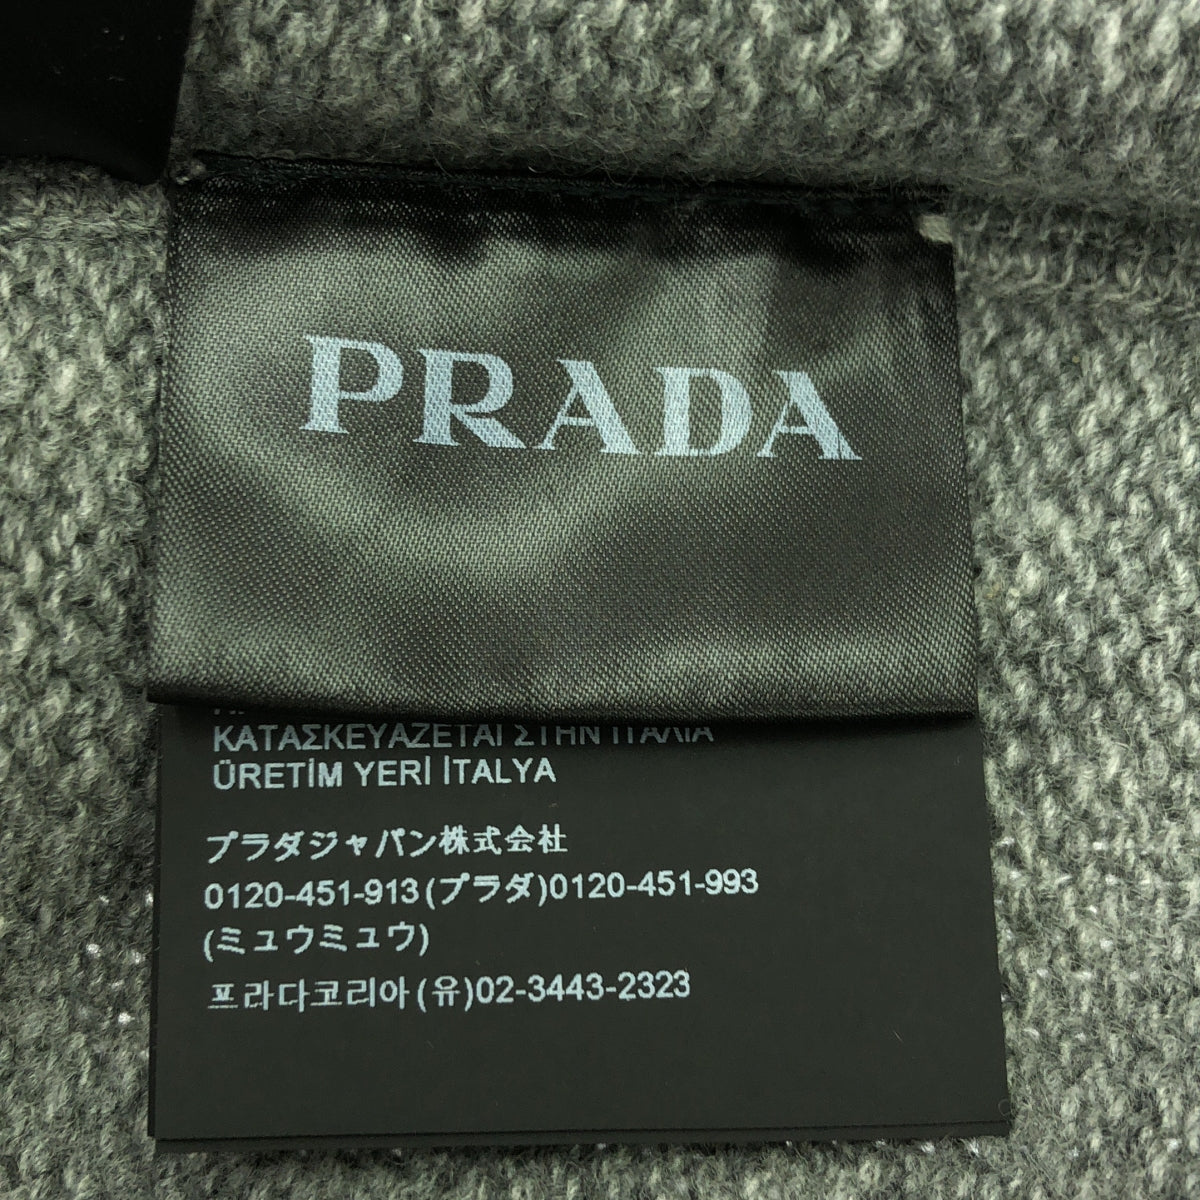 PRADA
ΚΑΤΑΣΚΕΥΑΖΕΤΑΙ ΣΤΗΝ ΙΤΑΛΙΑ
ÜRETİM YERİ İTALYA
プラダジャパン株式会社
0120-451-913(プラダ)0120-451-993
(ミュウミュウ)
프라다코리아(유)02-3443-2323